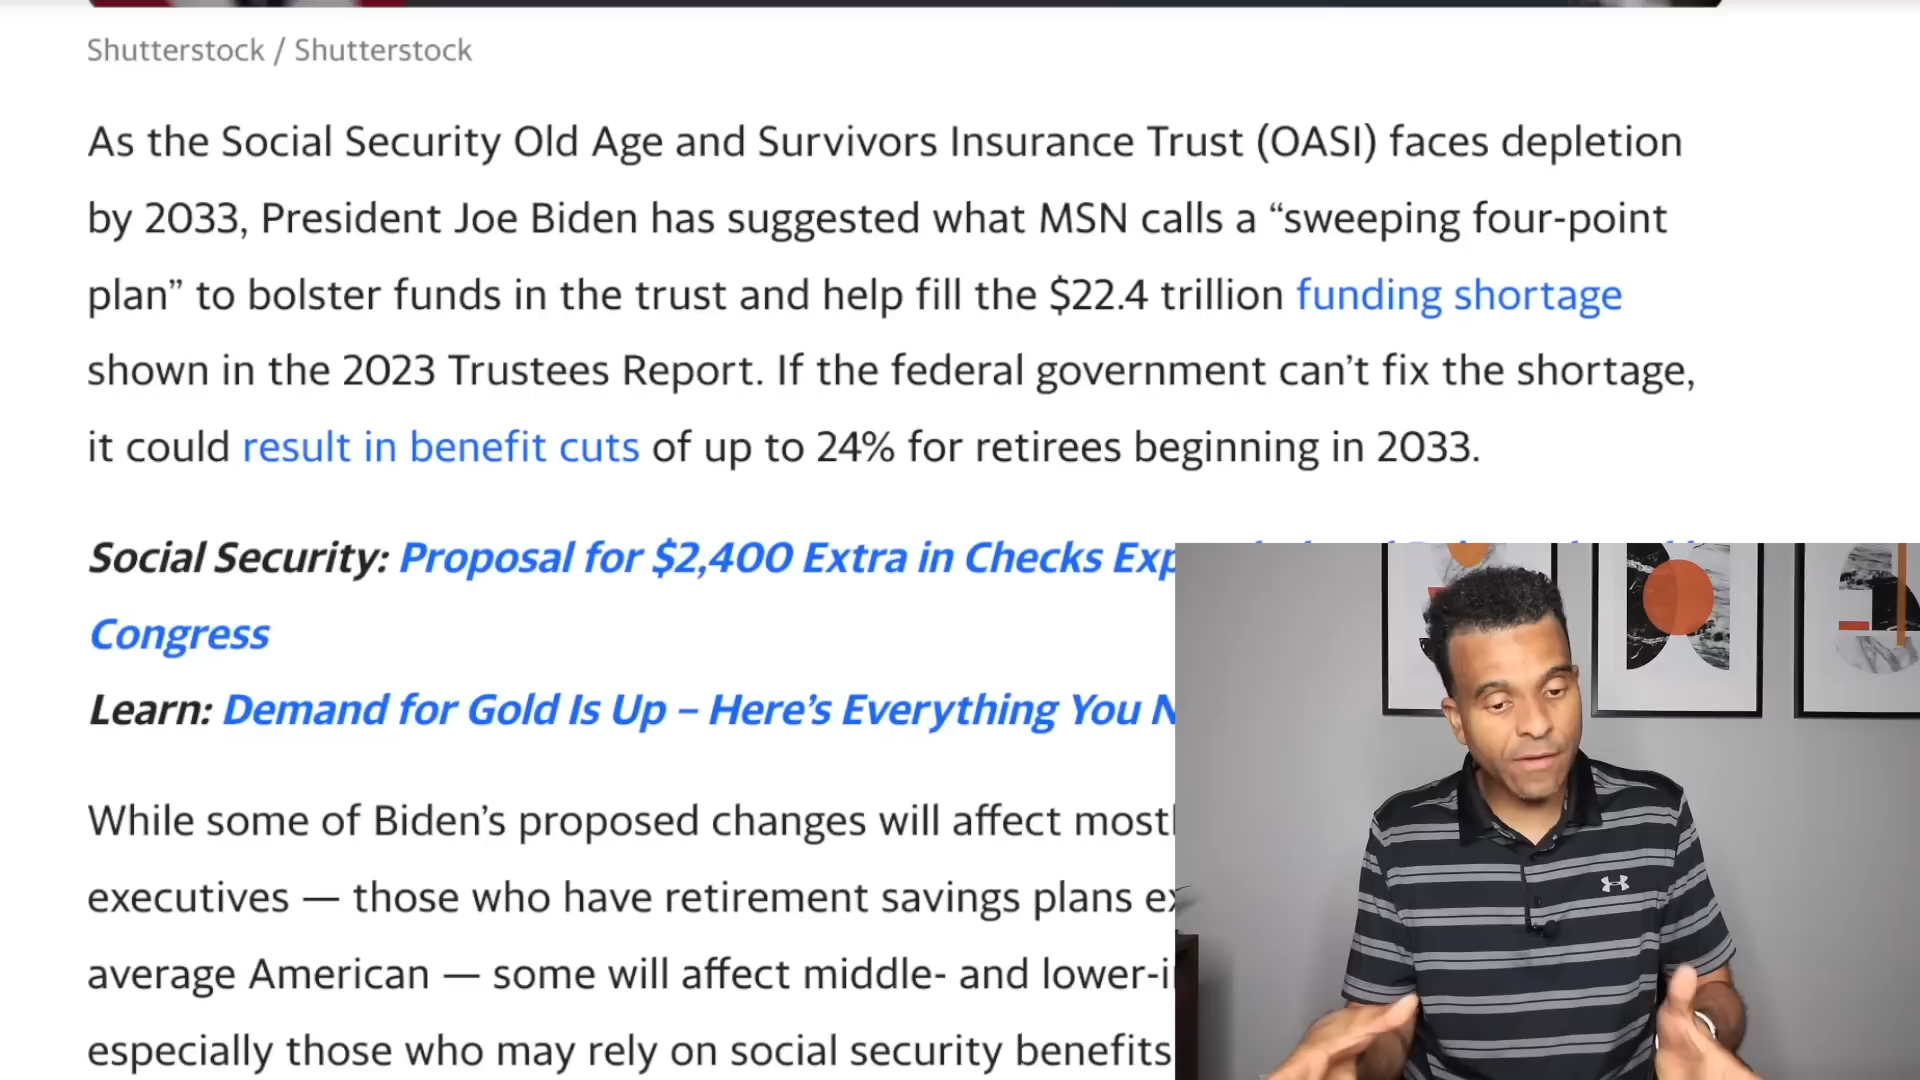 Shutterstock / Shutterstock
As the Social Security Old Age and Survivors Insurance Trust (OASI) faces depletion
by 2033, President Joe Biden has suggested what MSN calls a “sweeping four-point
plan” to bolster funds in the trust and help fill the $22.4 trillion funding shortage
shown in the 2023 Trustees Report. If the federal government can’t fix the shortage,
it could result in benefit cuts of up to 24% for retirees beginning in 2033.
Social Security: Proposal for $2,400 Extra in Checks
Congress
Learn: Demand for Gold Is Up – Here’s Everything You
While some of Biden’s proposed changes will affect
executives — those who have retirement savings plans
average American — some will affect middle- and
especially those who may rely on social security benefits